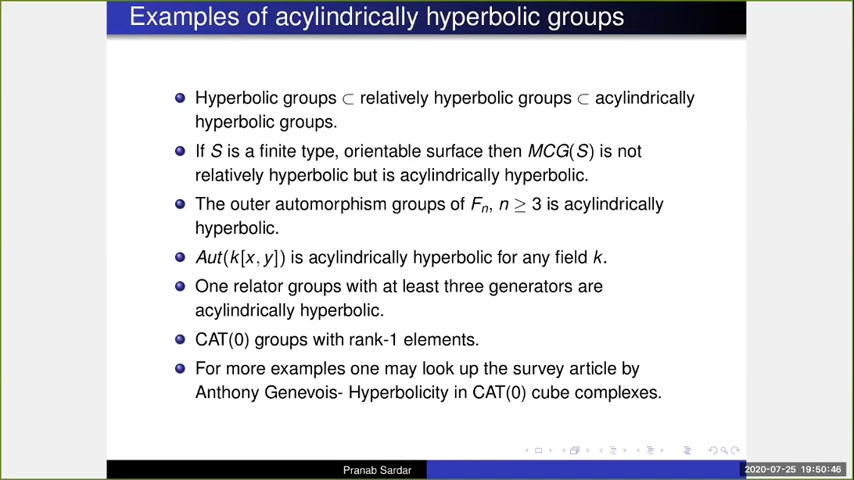 Examples of acylindrically hyperbolic groups
Hyperbolic groups ⊂ relatively hyperbolic groups ⊂ acylindrically
hyperbolic groups.
If S is a finite type, orientable surface then MCG(S) is not
relatively hyperbolic but is acylindrically hyperbolic.
The outer automorphism groups of Fₙ, n ≥ 3 is acylindrically
hyperbolic.
Aut(k[x, y]) is acylindrically hyperbolic for any field k.
One relator groups with at least three generators are
acylindrically hyperbolic.
CAT(0) groups with rank-1 elements.
For more examples one may look up the survey article by
Anthony Genevois- Hyperbolicity in CAT(0) cube complexes.
Pranab Sardar
2020-07-25 19:50:46